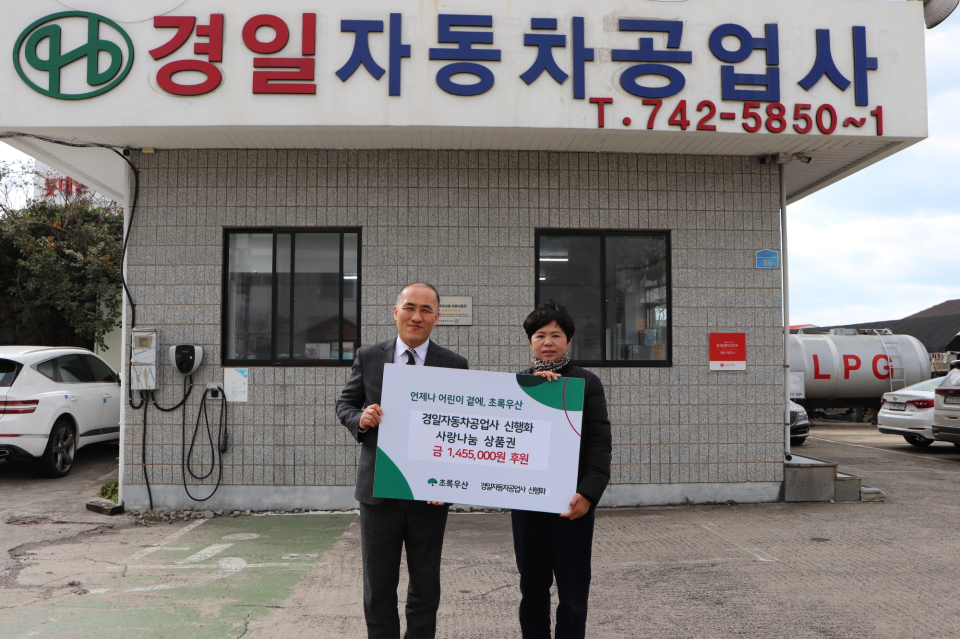 경일자동차공업사
T. 742-5850~1
66
LPG
언제나 어린이 곁에, 초록우산
경일자동차공업사 신행화
사랑나눔 상품권
금 1,455,000원 후원
초록우산 경일자동차공업사 신행화